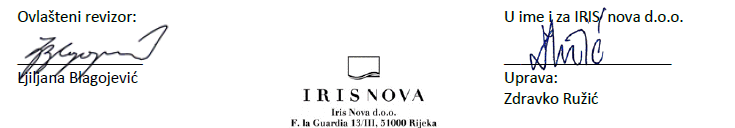 Ovlašteni revizor:
Ljiljana Blagojević
IRIS NOVA
Iris Nova d.o.o.
F. la Guardia 13/III, 51000 Rijeka
U ime i za IRIS nova d.o.o.
Uprava:
Zdravko Ružić